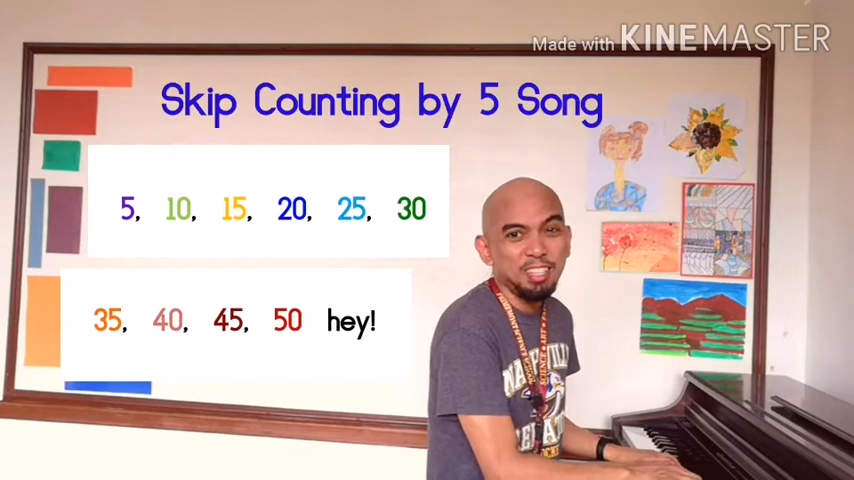 Made with KINEMASTER
Skip Counting by 5 Song
5, 10, 15, 20, 25, 30
35, 40, 45, 50 hey!